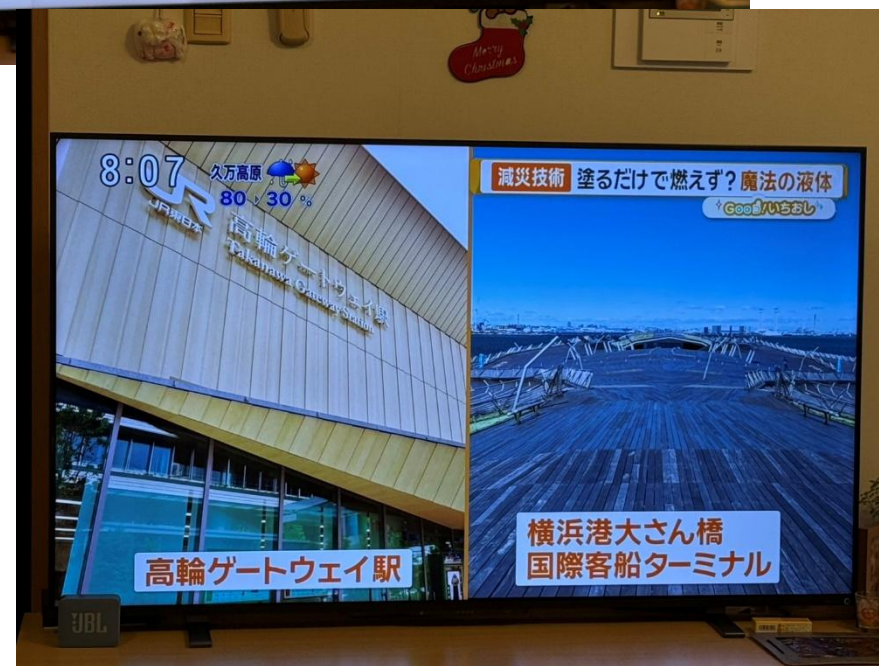 Merry
Christmas
8:07
久万高原
80 › 30 %
減災技術 塗るだけで燃えず?魔法の液体
Good!いちおし
JR
JR東日本
高輪ゲートウェイ駅
Takanawa Gateway Station
高輪ゲートウェイ駅
横浜港大さん橋
国際客船ターミナル
JBL